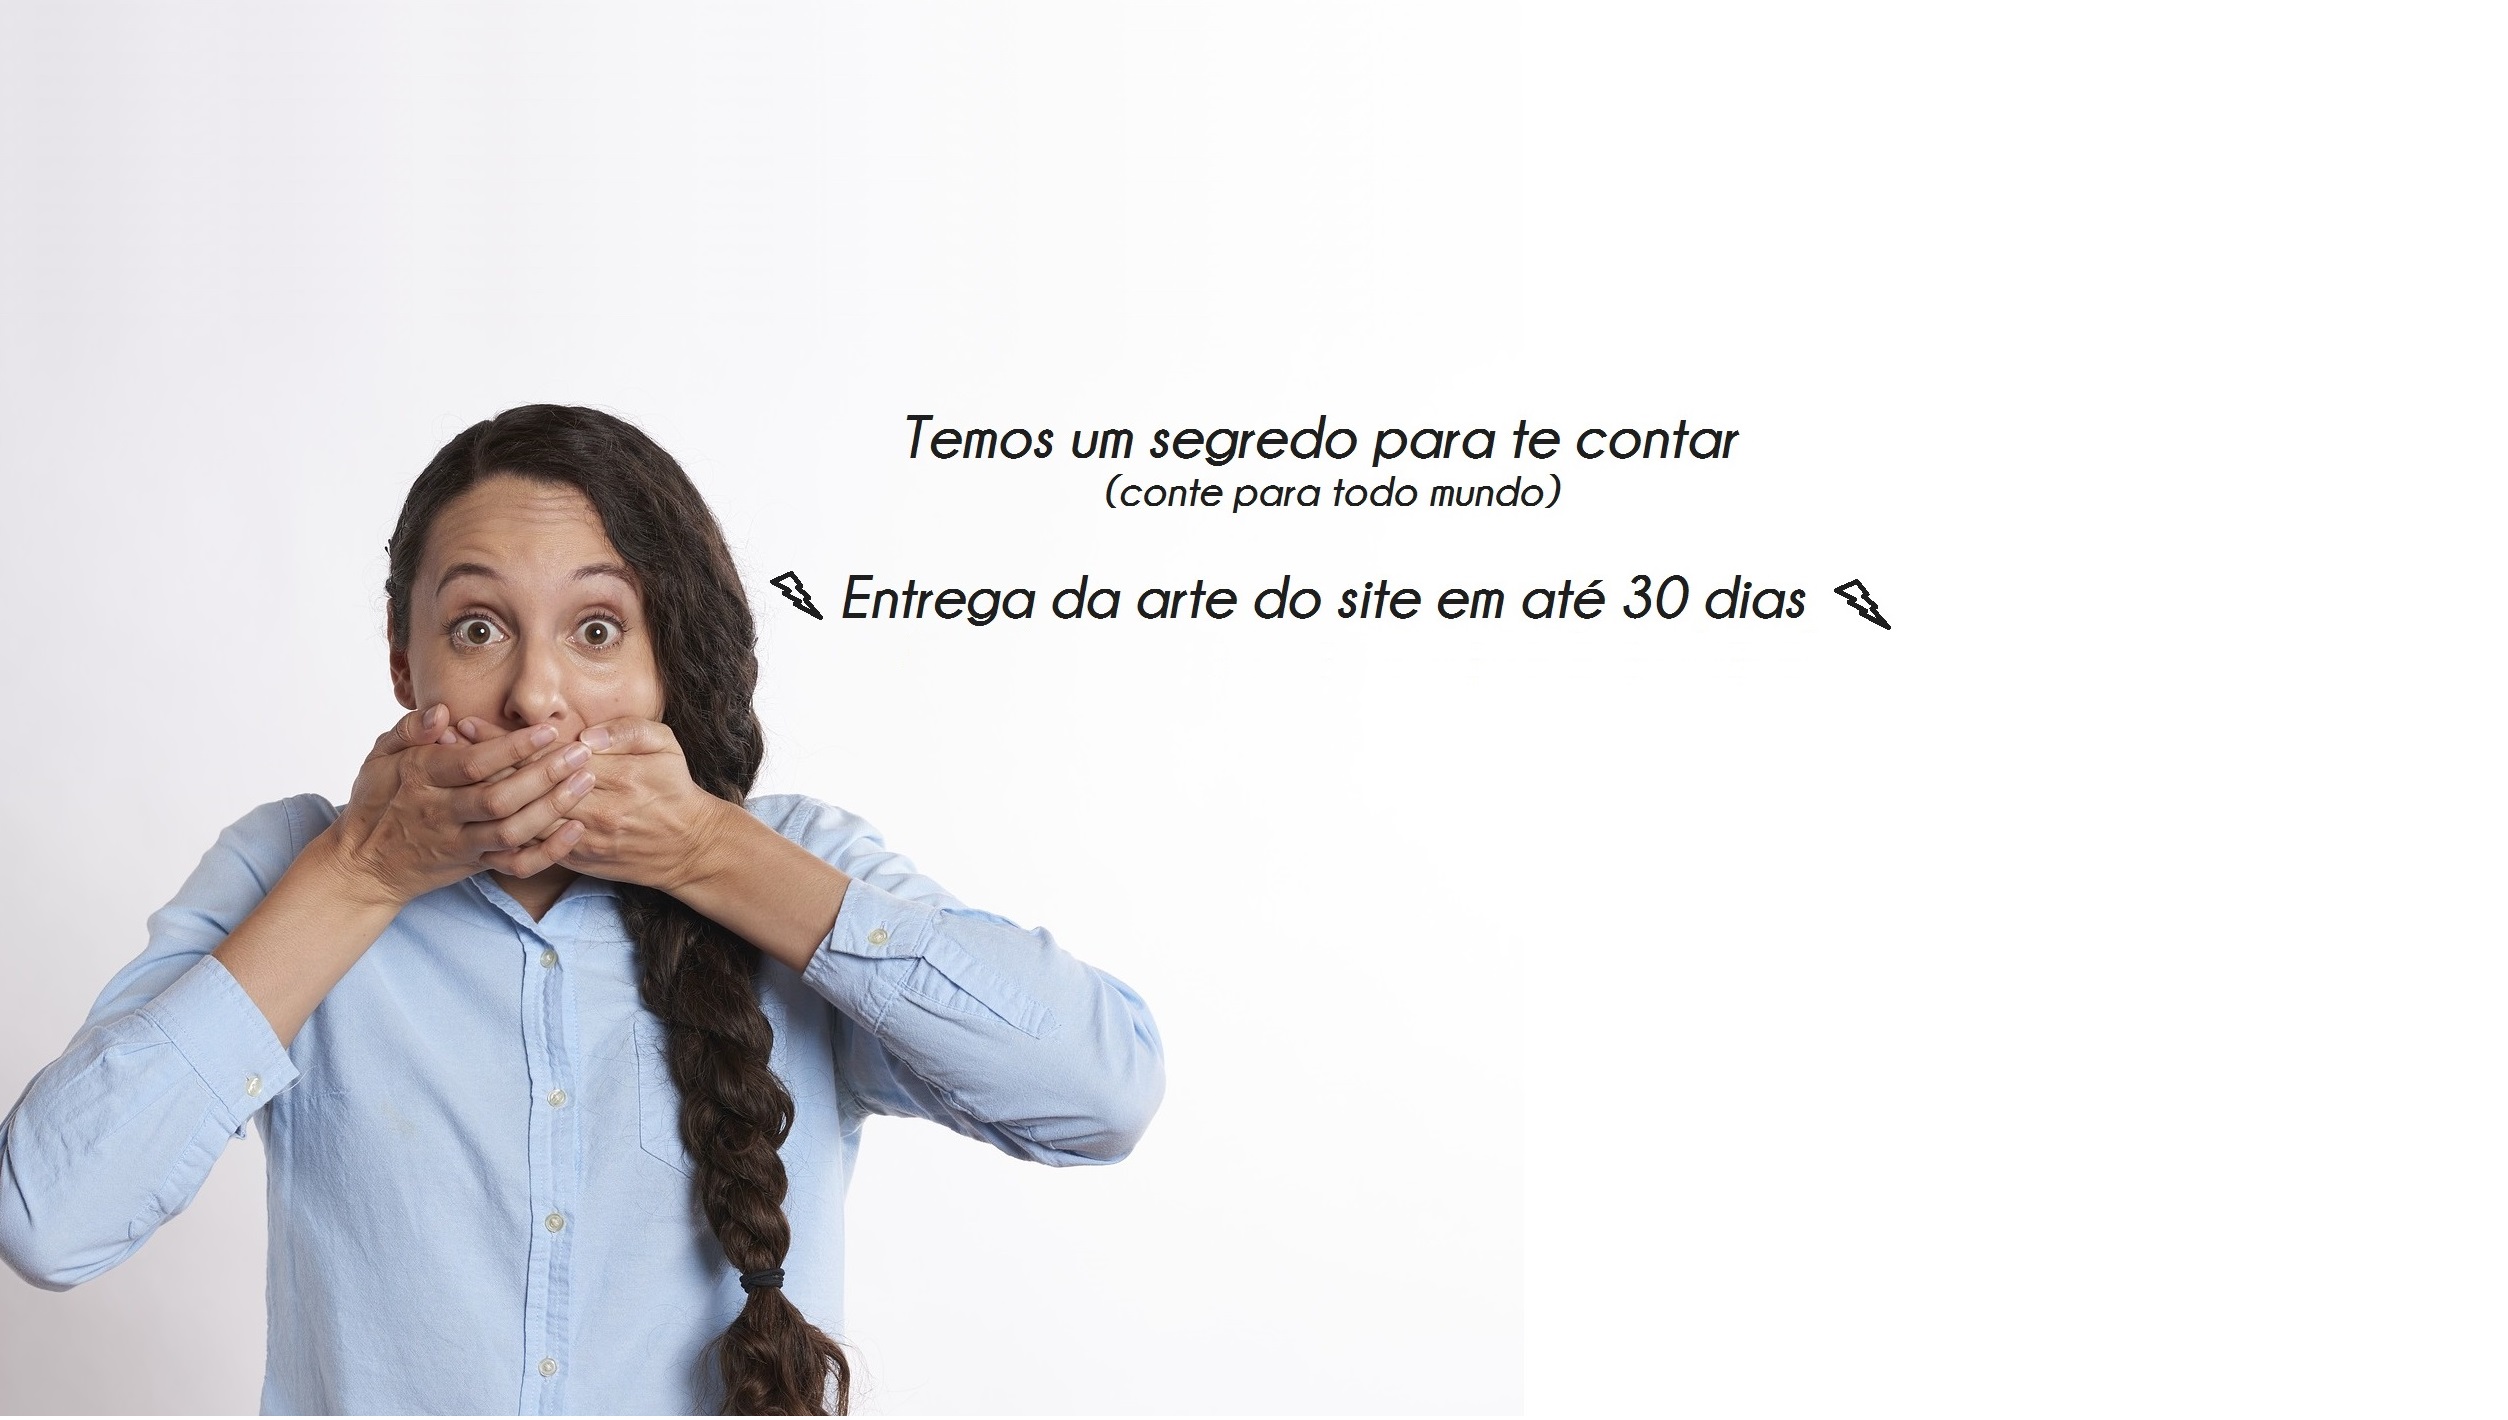 Temos um segredo para te contar
(conte para todo mundo)
Entrega da arte do site em até 30 dias